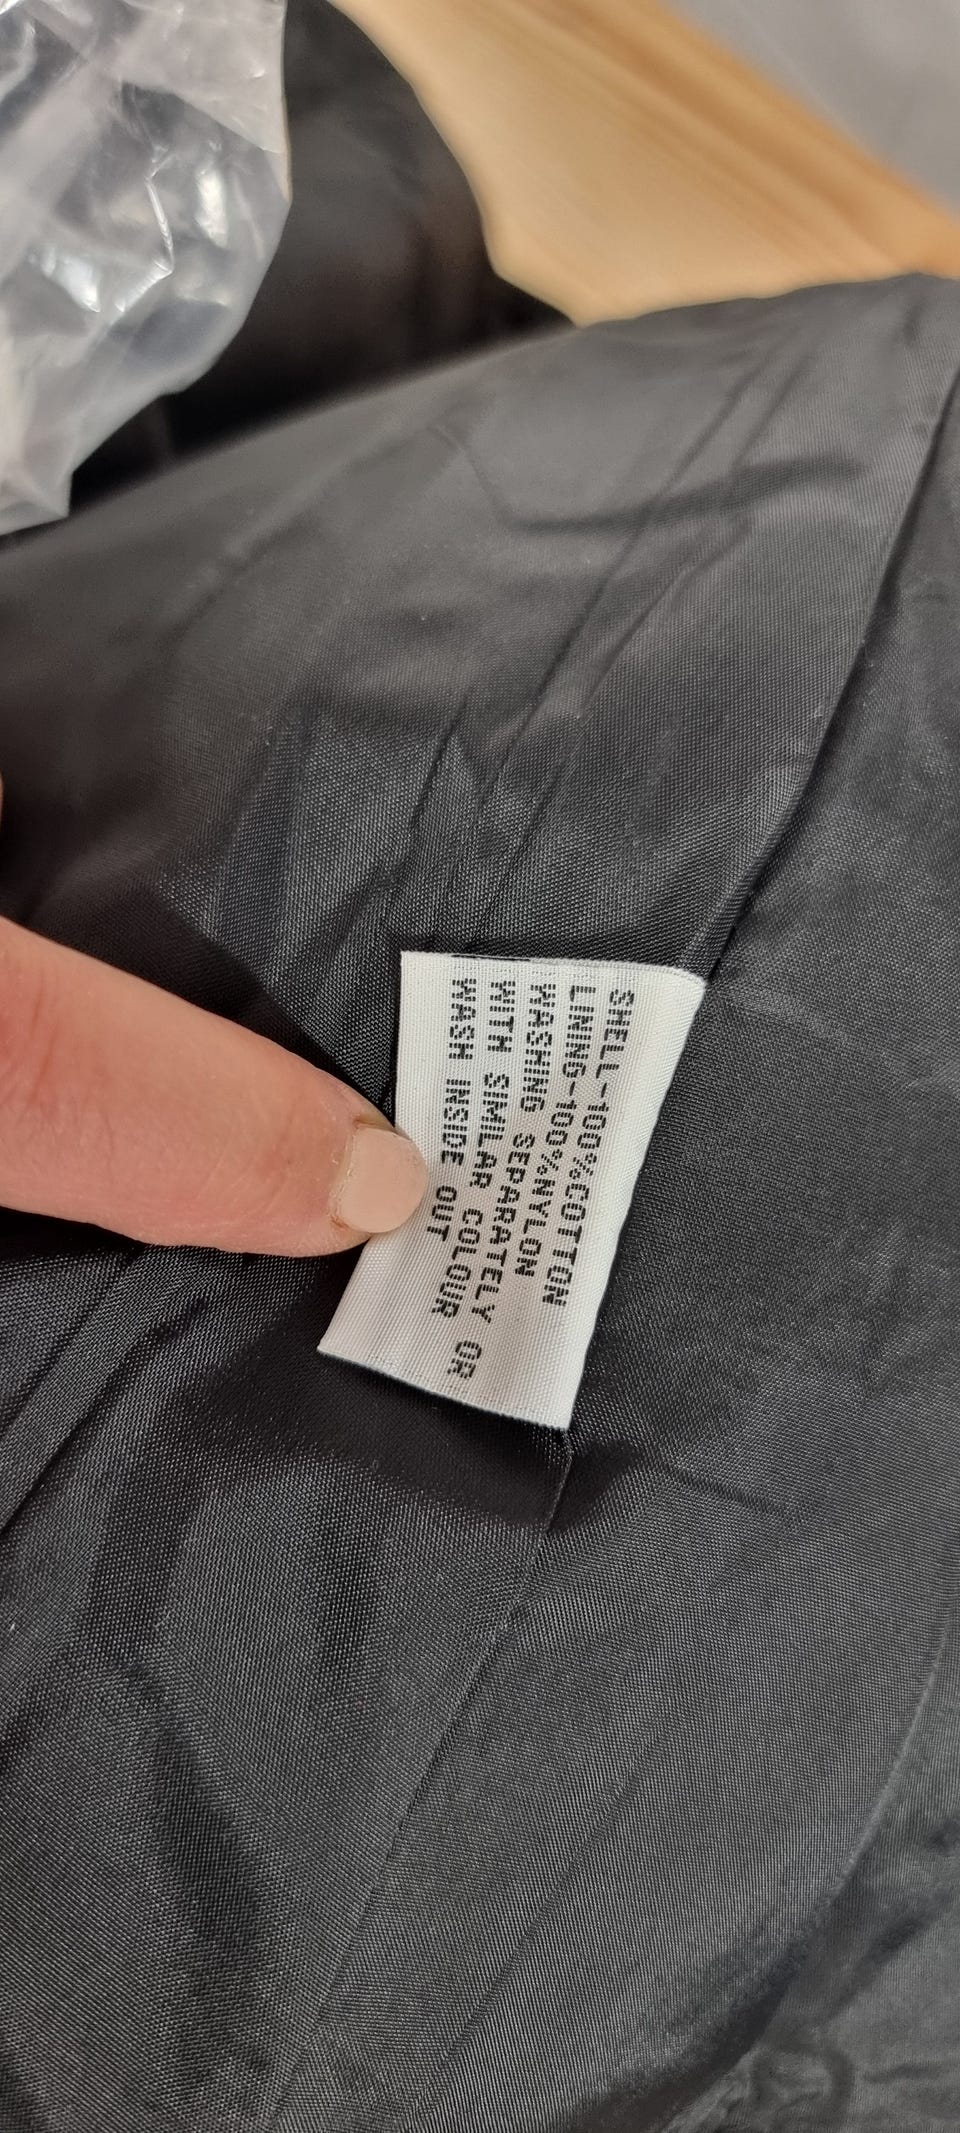 SHELL-100%COTTON
LINING-100%NYLON
WASHING SEPARATELY OR
WITH SIMILAR COLOUR
WASH INSIDE OUT